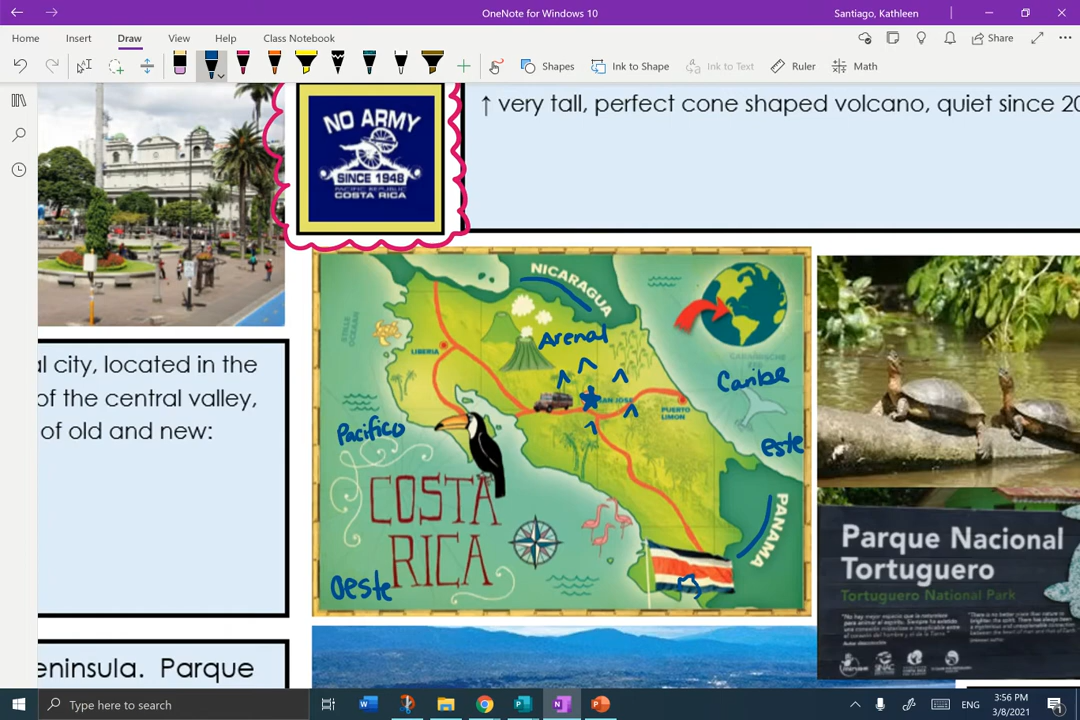 OneNote for Windows 10
Santiago, Kathleen
Home
Insert
Draw
View
Help
Class Notebook
Share
Shapes
Ink to Shape
Ink to Text
Ruler
Math
NO ARMY
SINCE 1948
PACIFIC REPUBLIC
COSTA RICA
↑ very tall, perfect cone shaped volcano, quiet since 20
al city, located in the
of the central valley,
of old and new:
eninsula. Parque
NICARAGUA
Arenal
LIBERIA
SAN JOSE
PUERTO
LIMON
Caribe
este
Pacifico
COSTA
RICA
Oeste
PANAMA
Parque Nacional
Tortuguero
Tortuguero National Park
Type here to search
ENG
3:56 PM
3/8/2021